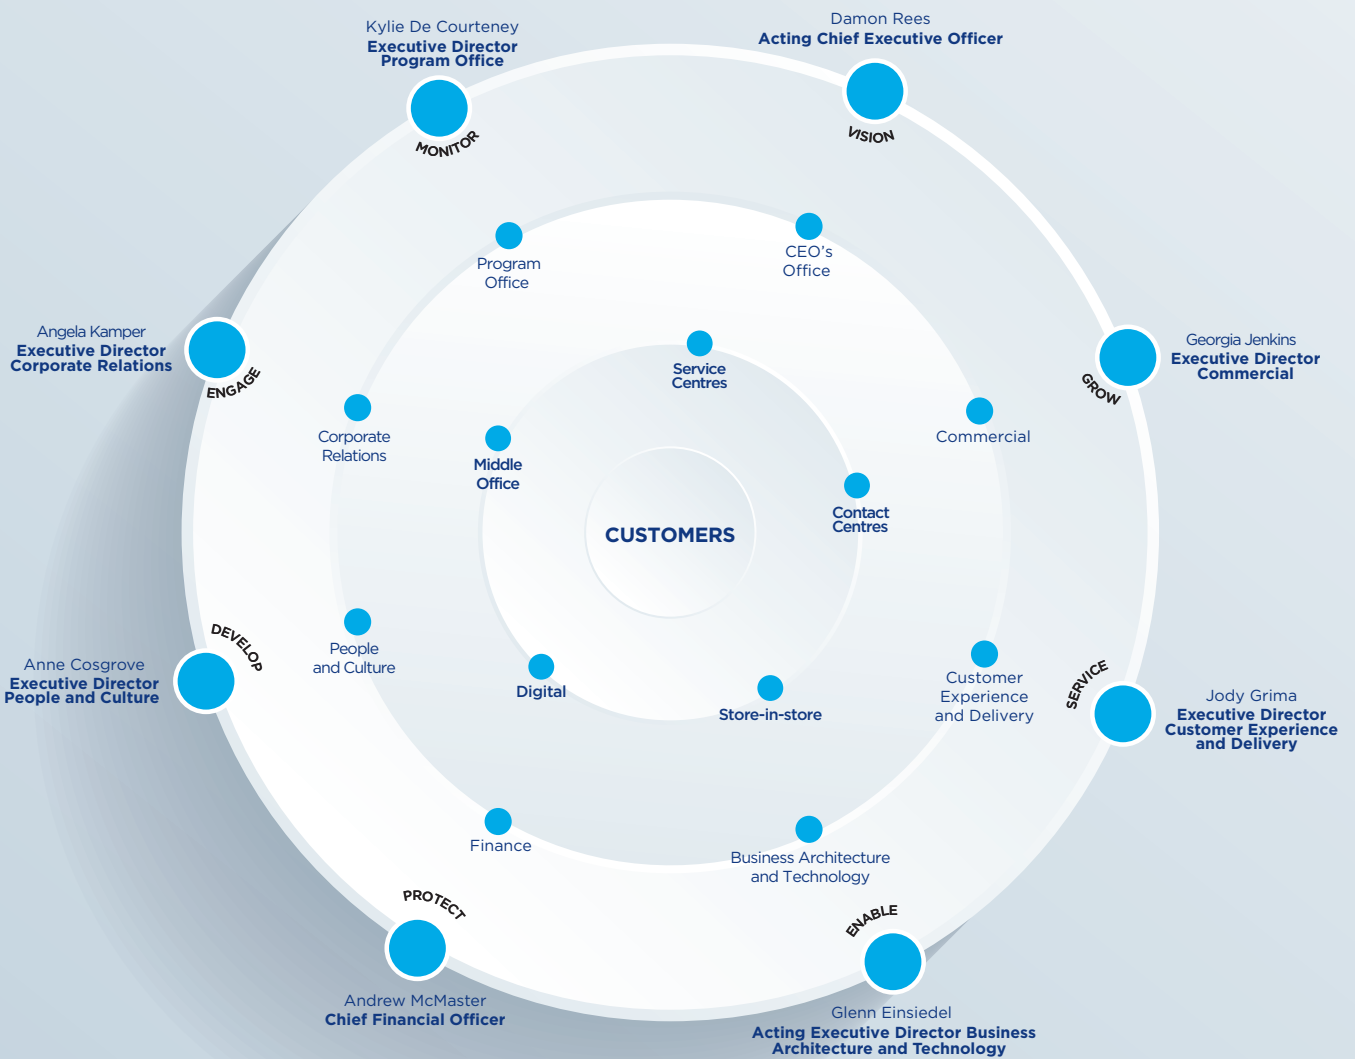 Kylie De Courteney
Executive Director
Program Office
MONITOR
Damon Rees
Acting Chief Executive Officer
VISION
Angela Kamper
Executive Director
Corporate Relations
ENGAGE
Georgia Jenkins
Executive Director
Commercial
GROW
Program
Office
CEO's
Office
Service
Centres
Corporate
Relations
Middle
Office
Commercial
Contact
Centres
CUSTOMERS
People
and Culture
Digital
Store-in-store
Customer
Experience
and Delivery
DEVELOP
Anne Cosgrove
Executive Director
People and Culture
SERVICE
Jody Grima
Executive Director
Customer Experience
and Delivery
Finance
Business Architecture
and Technology
PROTECT
Andrew McMaster
Chief Financial Officer
ENABLE
Glenn Einsiedel
Acting Executive Director Business
Architecture and Technology